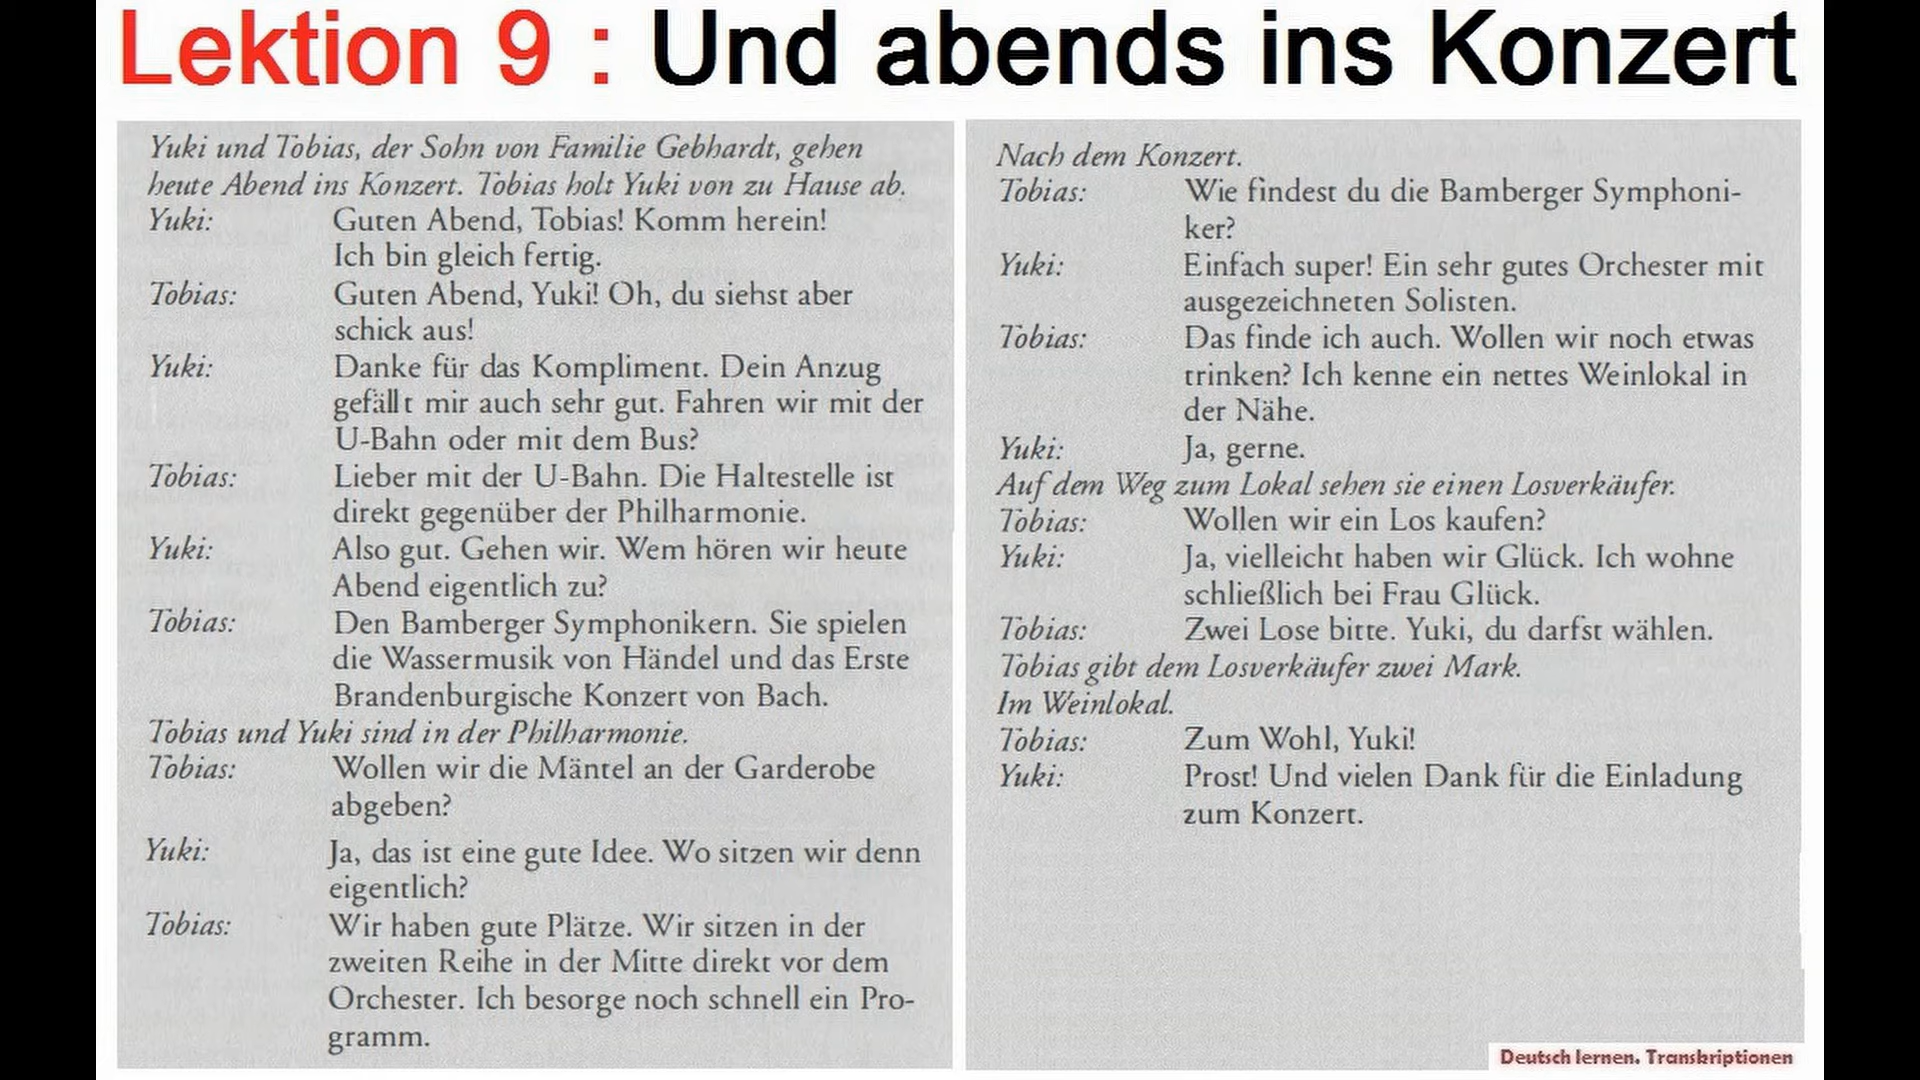 Lektion 9 : Und abends ins Konzert
Yuki und Tobias, der Sohn von Familie Gebhardt, gehen
heute Abend ins Konzert. Tobias holt Yuki von zu Hause ab.
Yuki: Guten Abend, Tobias! Komm herein!
Ich bin gleich fertig.
Tobias: Guten Abend, Yuki! Oh, du siehst aber
schick aus!
Yuki: Danke für das Kompliment. Dein Anzug
gefällt mir auch sehr gut. Fahren wir mit der
U-Bahn oder mit dem Bus?
Tobias: Lieber mit der U-Bahn. Die Haltestelle ist
direkt gegenüber der Philharmonie.
Yuki: Also gut. Gehen wir. Wem hören wir heute
Abend eigentlich zu?
Tobias: Den Bamberger Symphonikern. Sie spielen
die Wassermusik von Händel und das Erste
Brandenburgische Konzert von Bach.
Tobias und Yuki sind in der Philharmonie.
Tobias: Wollen wir die Mäntel an der Garderobe
abgeben?
Yuki: Ja, das ist eine gute Idee. Wo sitzen wir denn
eigentlich?
Tobias: Wir haben gute Plätze. Wir sitzen in der
zweiten Reihe in der Mitte direkt vor dem
Orchester. Ich besorge noch schnell ein Pro-
gramm.
Nach dem Konzert.
Tobias: Wie findest du die Bamberger Symphoni-
ker?
Yuki: Einfach super! Ein sehr gutes Orchester mit
ausgezeichneten Solisten.
Tobias: Das finde ich auch. Wollen wir noch etwas
trinken? Ich kenne ein nettes Weinlokal in
der Nähe.
Yuki: Ja, gerne.
Auf dem Weg zum Lokal sehen sie einen Losverkäufer.
Tobias: Wollen wir ein Los kaufen?
Yuki: Ja, vielleicht haben wir Glück. Ich wohne
schließlich bei Frau Glück.
Tobias: Zwei Lose bitte. Yuki, du darfst wählen.
Tobias gibt dem Losverkäufer zwei Mark.
Im Weinlokal.
Tobias: Zum Wohl, Yuki!
Yuki: Prost! Und vielen Dank für die Einladung
zum Konzert.
Deutsch lernen. Transkriptionen